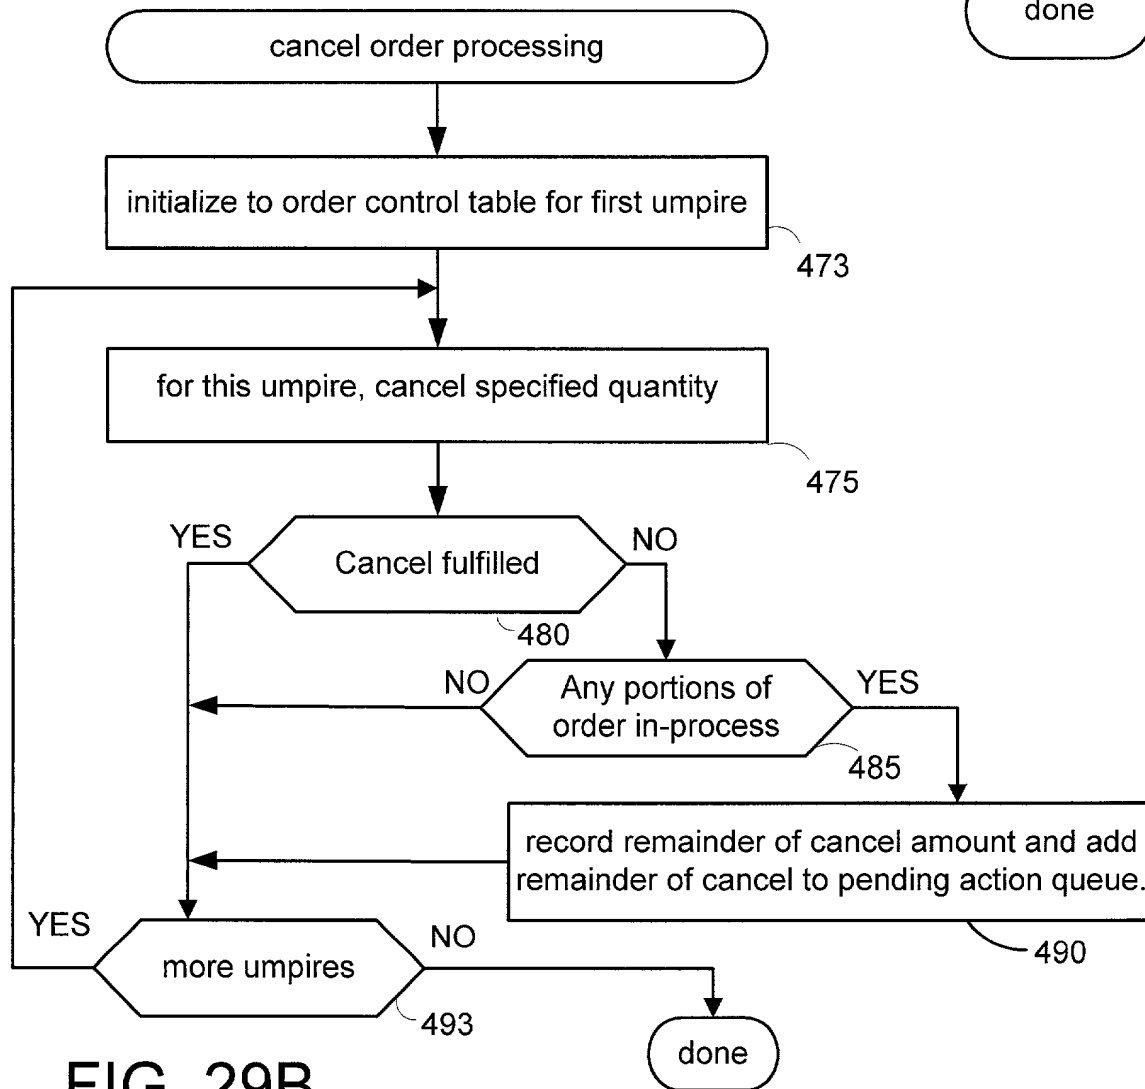 done
cancel order processing
initialize to order control table for first umpire
473
for this umpire, cancel specified quantity
475
YES
NO
Cancel fulfilled
480
NO
YES
Any portions of
order in-process
485
record remainder of cancel amount and add
remainder of cancel to pending action queue.
490
YES
NO
more umpires
493
done
FIG. 29B